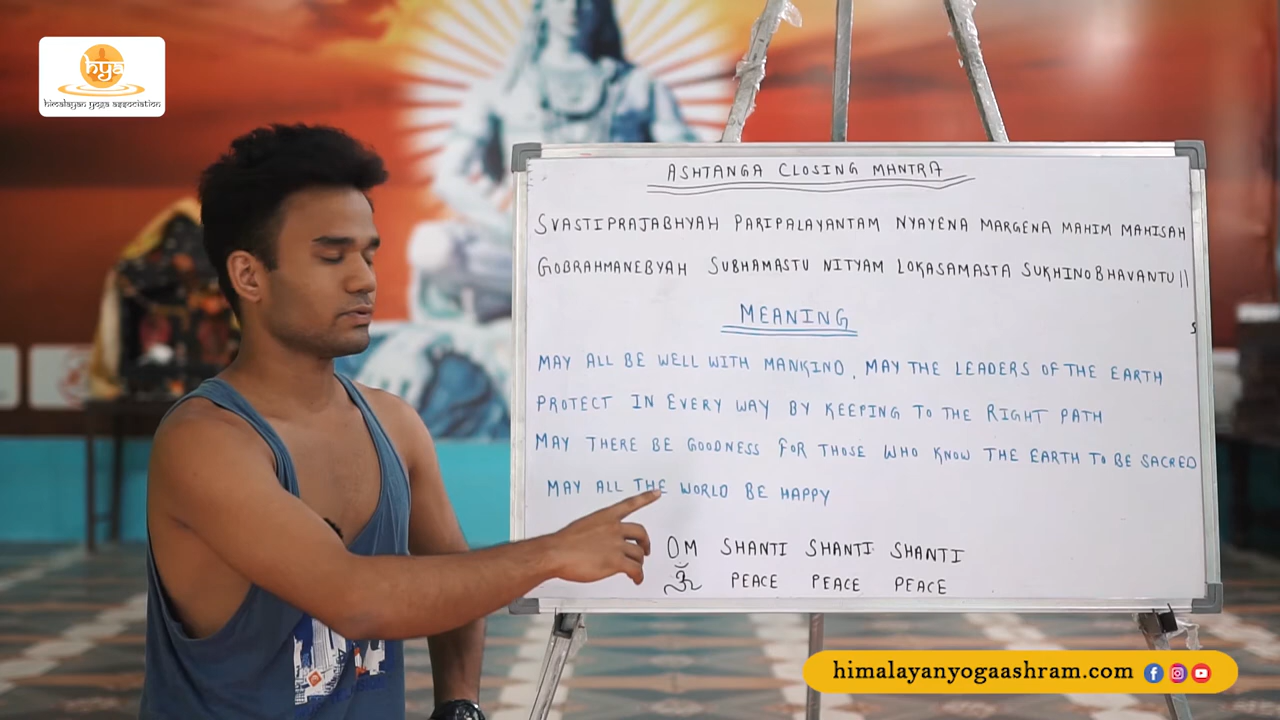 hya
himalayan yoga association
ASHTANGA CLOSING MANTRA
SVASTIPRAJABHYAH PARIPALAYANTAM NYAYENA MARGENA MAHIM MAHISAH
GOBRAHMANEBYAH SUBHAMASTU NITYAM LOKASAMASTA SUKHINOBHAVANTU ||
S
MEANING
MAY ALL BE WELL WITH MANKIND. MAY THE LEADERS OF THE EARTH
PROTECT IN EVERY WAY BY KEEPING TO THE RIGHT PATH
MAY THERE BE GOODNESS FOR THOSE WHO KNOW THE EARTH TO BE SACRED
MAY ALL THE WORLD BE HAPPY
OM SHANTI SHANTI SHANTI
ॐ PEACE PEACE PEACE
himalayanyogaashram.com